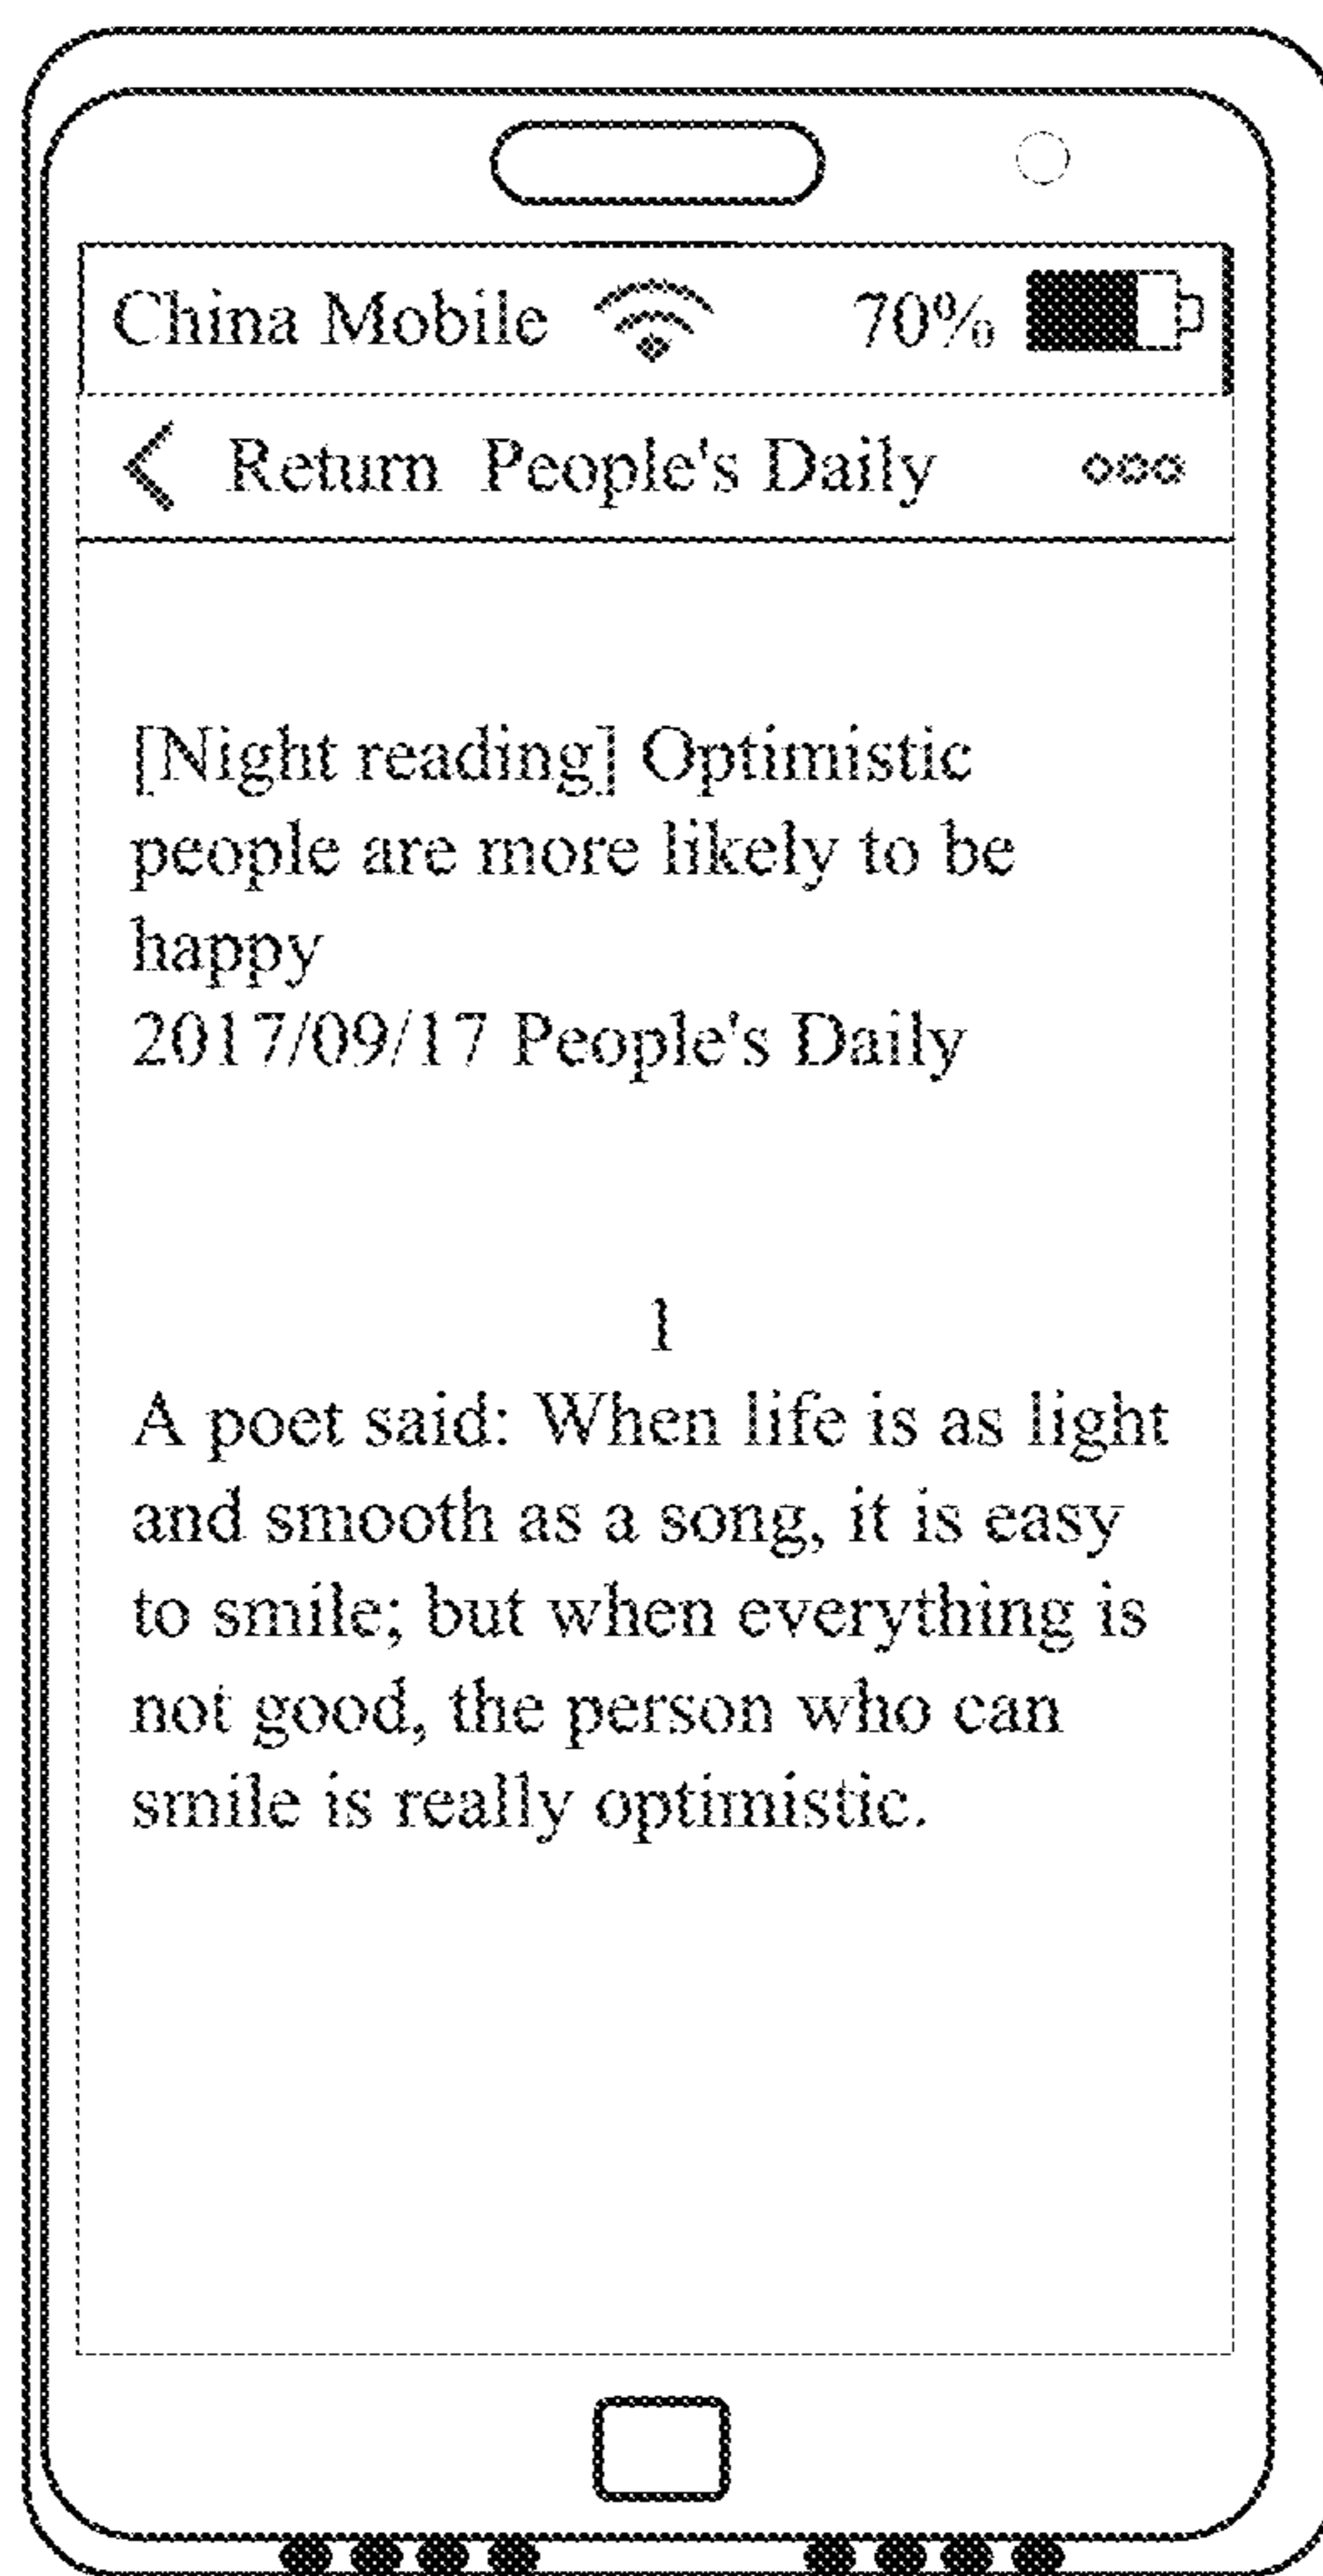 China Mobile 70%
Return People's Daily
[Night reading] Optimistic
people are more likely to be
happy
2017/09/17 People's Daily
1
A poet said: When life is as light
and smooth as a song, it is easy
to smile; but when everything is
not good, the person who can
smile is really optimistic.